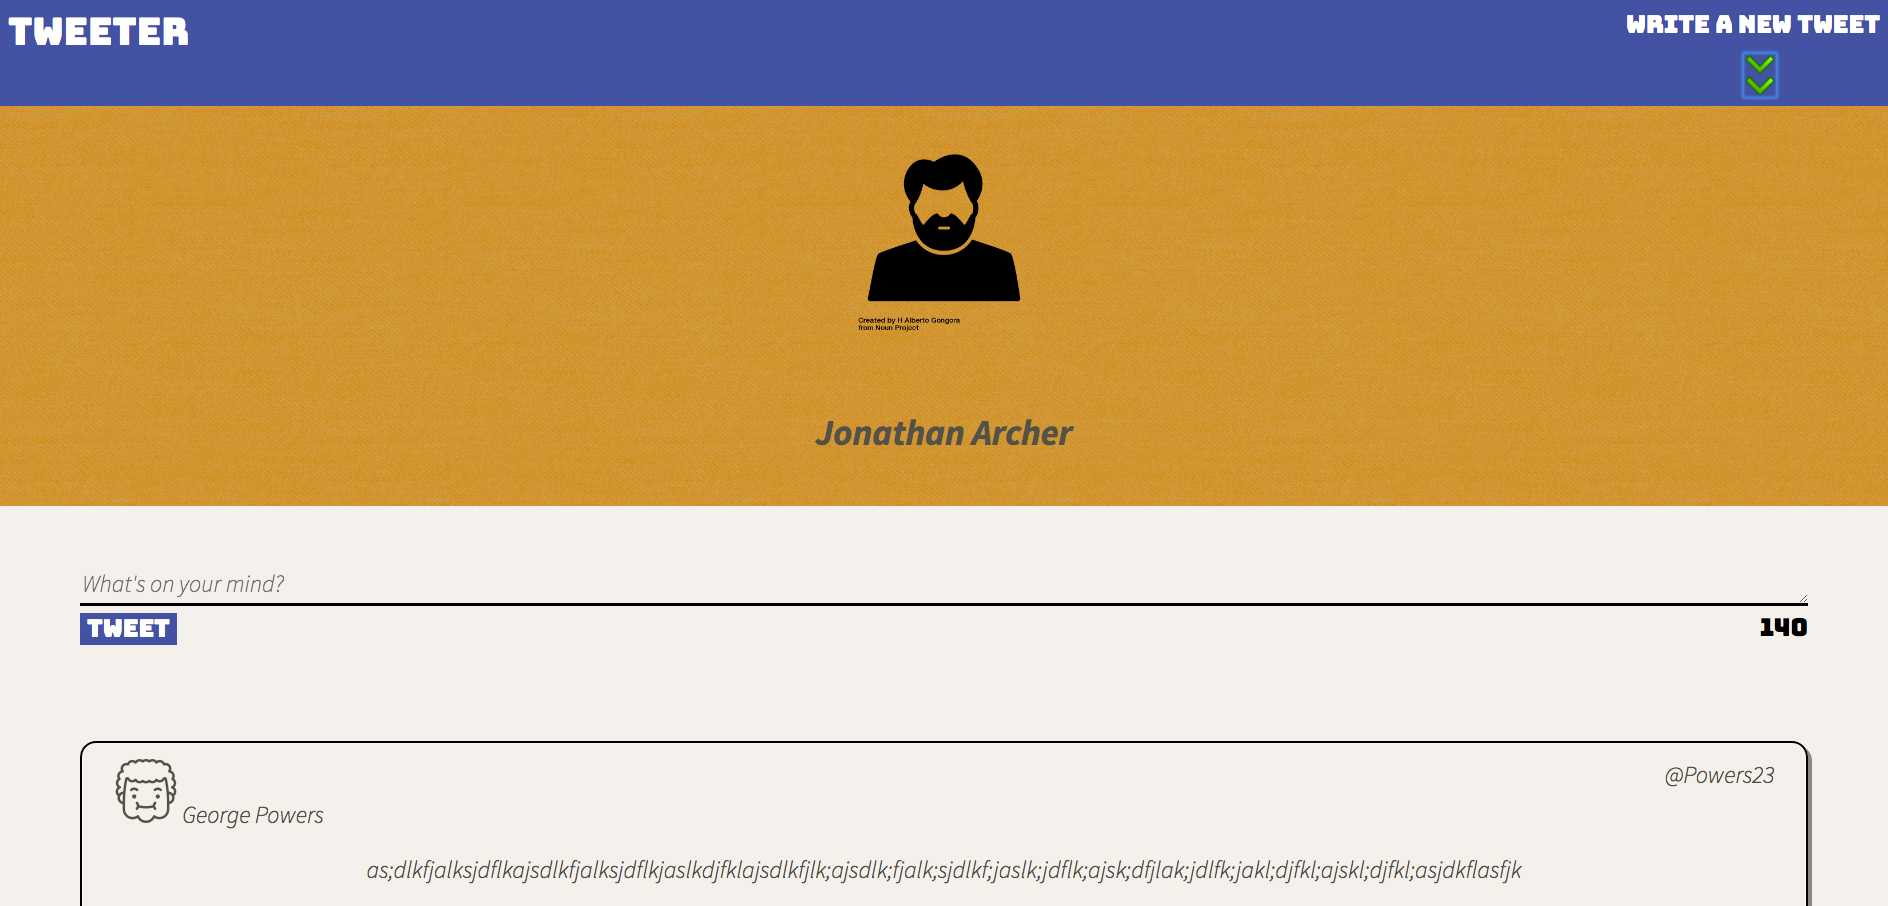 TWEETER
WRITE A NEW TWEET
Created by H Alberto Gongora
from Noun Project
Jonathan Archer
What's on your mind?
TWEET
140
@Powers23
George Powers
as;dlkfjalksjdflkajsdlkfjalksjdflkjaslkdjfklajsdlkfjlk;ajsdlk;fjalk;sjdlkf;jaslk;jdflk;ajsk;dfjlak;jdlfk;jakl;djfkl;ajskl;djfkl;asjdkflasfjk